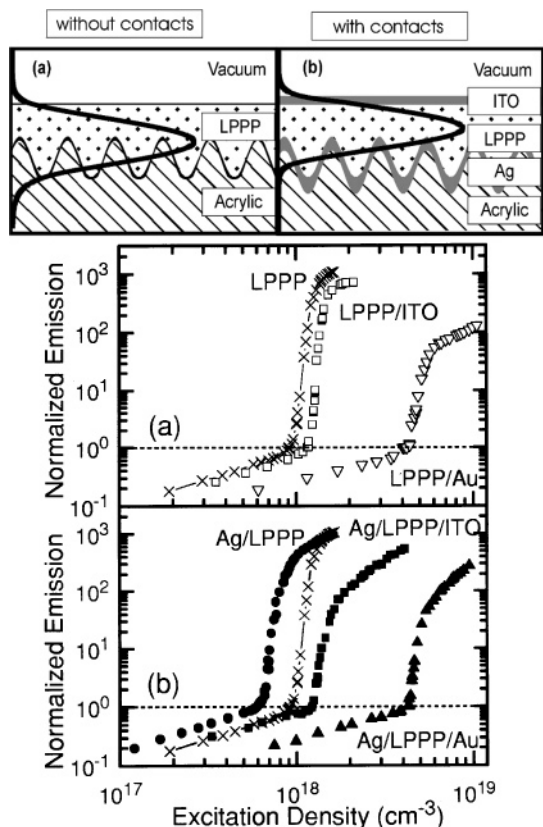 without contacts
with contacts
(a)
Vacuum
LPPP
Acrylic
(b)
Vacuum
ITO
LPPP
Ag
Acrylic
Normalized Emission
10³
10²
10¹
10⁰
10⁻¹
LPPP
LPPP/ITO
LPPP/Au
(a)
Normalized Emission
10³
10²
10¹
10⁰
10⁻¹
Ag/LPPP
Ag/LPPP/ITO
Ag/LPPP/Au
(b)
10¹⁷
10¹⁸
10¹⁹
Excitation Density (cm⁻³)